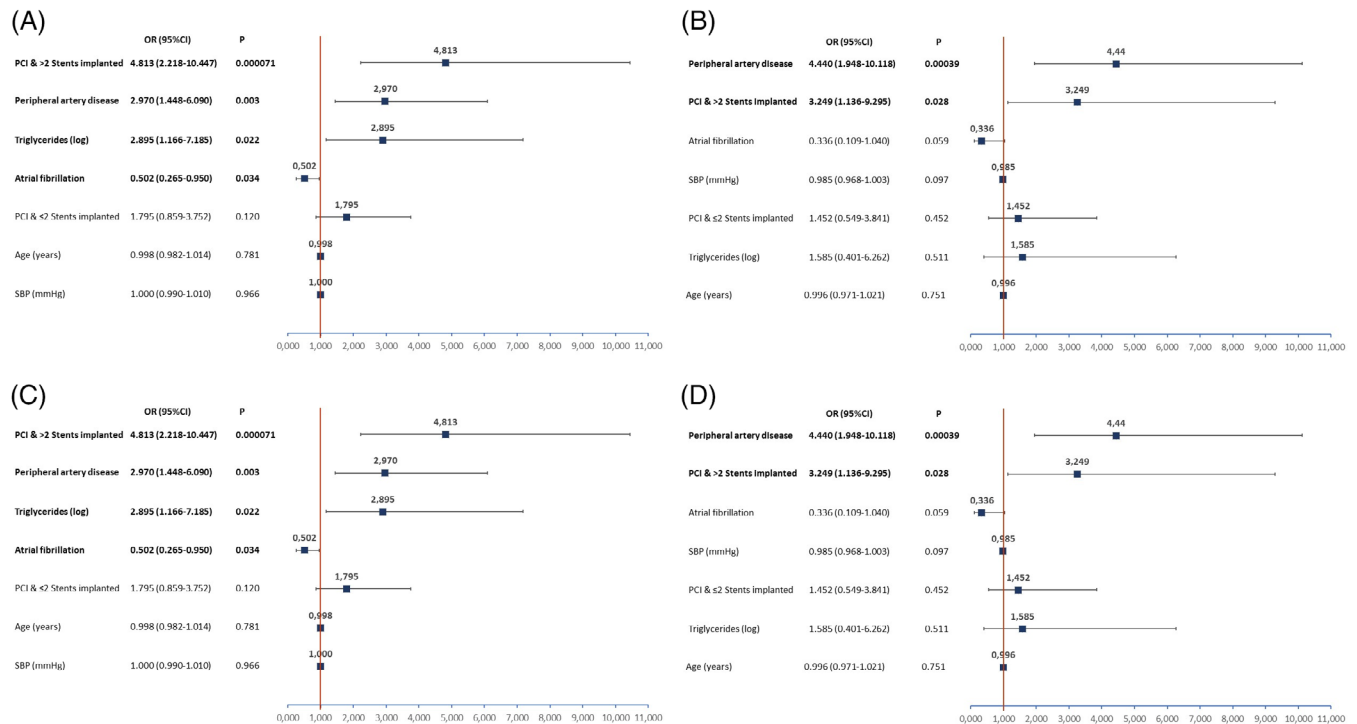 (A)
OR (95%CI) P
4,813
PCI & >2 Stents implanted 4.813 (2.218-10.447) 0.000071
2,970
Peripheral artery disease 2.970 (1.448-6.090) 0.003
2,895
Triglycerides (log) 2.895 (1.166-7.185) 0.022
0,502
Atrial fibrillation 0.502 (0.265-0.950) 0.034
1,795
PCI & ≤2 Stents implanted 1.795 (0.859-3.752) 0.120
0,998
Age (years) 0.998 (0.982-1.014) 0.781
1,000
SBP (mmHg) 1.000 (0.990-1.010) 0.966
0,000 1,000 2,000 3,000 4,000 5,000 6,000 7,000 8,000 9,000 10,000 11,000
(B)
OR (95%CI) P
4,44
Peripheral artery disease 4.440 (1.948-10.118) 0.00039
3,249
PCI & >2 Stents Implanted 3.249 (1.136-9.295) 0.028
0,336
Atrial fibrillation 0.336 (0.109-1.040) 0.059
0,985
SBP (mmHg) 0.985 (0.968-1.003) 0.097
1,452
PCI & ≤2 Stents implanted 1.452 (0.549-3.841) 0.452
1,585
Triglycerides (log) 1.585 (0.401-6.262) 0.511
0,996
Age (years) 0.996 (0.971-1.021) 0.751
0,000 1,000 2,000 3,000 4,000 5,000 6,000 7,000 8,000 9,000 10,000 11,000
(C)
OR (95%CI) P
4,813
PCI & >2 Stents implanted 4.813 (2.218-10.447) 0.000071
2,970
Peripheral artery disease 2.970 (1.448-6.090) 0.003
2,895
Triglycerides (log) 2.895 (1.166-7.185) 0.022
0,502
Atrial fibrillation 0.502 (0.265-0.950) 0.034
1,795
PCI & ≤2 Stents implanted 1.795 (0.859-3.752) 0.120
0,998
Age (years) 0.998 (0.982-1.014) 0.781
1,000
SBP (mmHg) 1.000 (0.990-1.010) 0.966
0,000 1,000 2,000 3,000 4,000 5,000 6,000 7,000 8,000 9,000 10,000 11,000
(D)
OR (95%CI) P
4,44
Peripheral artery disease 4.440 (1.948-10.118) 0.00039
3,249
PCI & >2 Stents Implanted 3.249 (1.136-9.295) 0.028
0,336
Atrial fibrillation 0.336 (0.109-1.040) 0.059
0,985
SBP (mmHg) 0.985 (0.968-1.003) 0.097
1,452
PCI & ≤2 Stents implanted 1.452 (0.549-3.841) 0.452
1,585
Triglycerides (log) 1.585 (0.401-6.262) 0.511
0,996
Age (years) 0.996 (0.971-1.021) 0.751
0,000 1,000 2,000 3,000 4,000 5,000 6,000 7,000 8,000 9,000 10,000 11,000